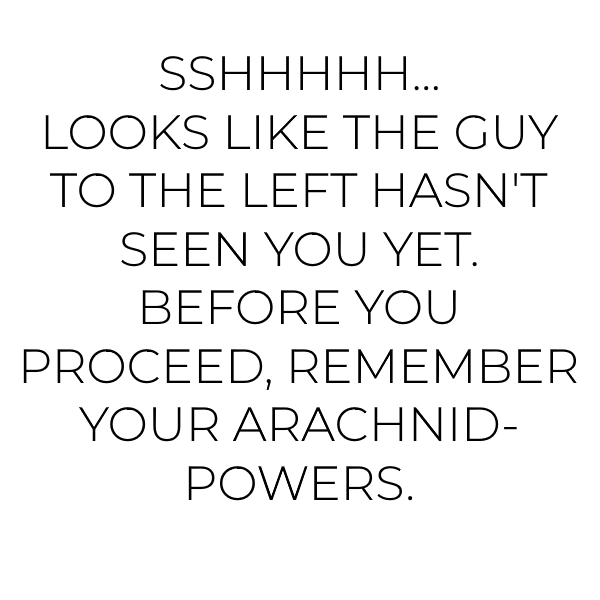 SSHHHHH...
LOOKS LIKE THE GUY
TO THE LEFT HASN'T
SEEN YOU YET.
BEFORE YOU
PROCEED, REMEMBER
YOUR ARACHNID-
POWERS.